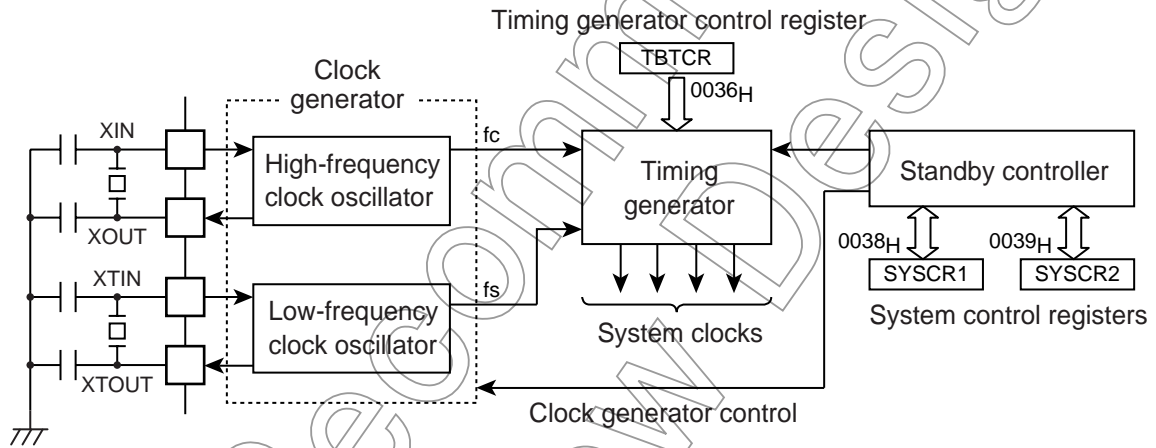 Timing generator control register
TBTCR
0036H
Clock
generator
XIN
High-frequency
clock oscillator
fc
XOUT
Timing
generator
Standby controller
0038H
0039H
SYSCR1
SYSCR2
System control registers
XTIN
Low-frequency
clock oscillator
fs
XTOUT
System clocks
Clock generator control